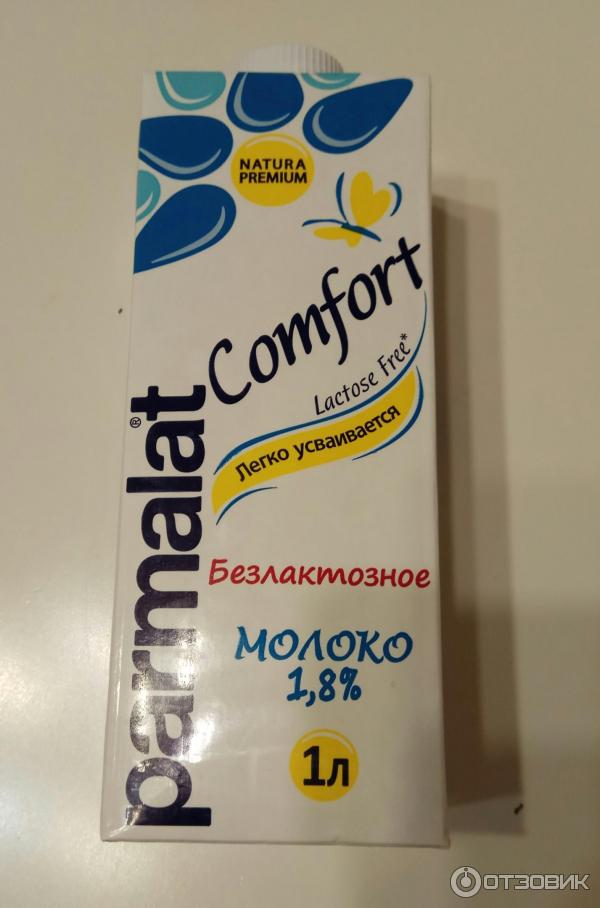 NATURA
PREMIUM
parmalat®
Comfort
Lactose Free*
Легко усваивается
Безлактозное
молоко
1,8%
1л
ОТЗОВИК